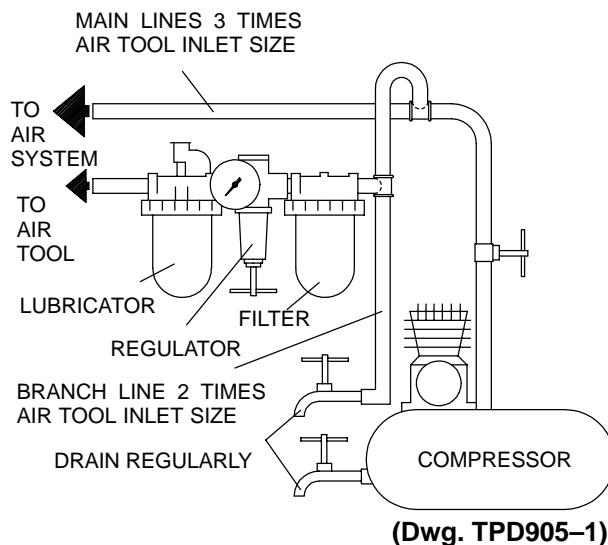 MAIN LINES 3 TIMES
AIR TOOL INLET SIZE
TO
AIR
SYSTEM
TO
AIR
TOOL
LUBRICATOR
FILTER
REGULATOR
BRANCH LINE 2 TIMES
AIR TOOL INLET SIZE
DRAIN REGULARLY
COMPRESSOR
(Dwg. TPD905–1)